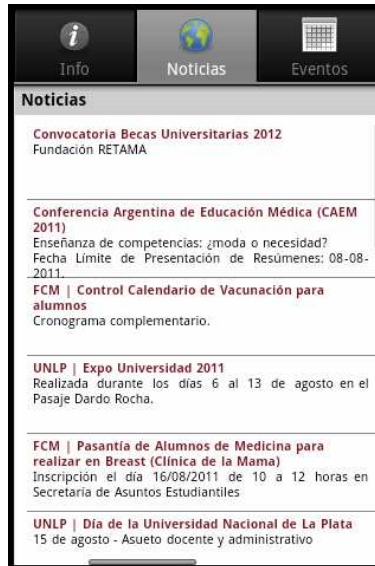 Info Noticias Eventos
Noticias
Convocatoria Becas Universitarias 2012
Fundación RETAMA
Conferencia Argentina de Educación Médica (CAEM
2011)
Enseñanza de competencias: ¿moda o necesidad?
Fecha Límite de Presentación de Resúmenes: 08-08-
2011.
FCM | Control Calendario de Vacunación para
alumnos
Cronograma complementario.
UNLP | Expo Universidad 2011
Realizada durante los días 6 al 13 de agosto en el
Pasaje Dardo Rocha.
FCM | Pasantía de Alumnos de Medicina para
realizar en Breast (Clínica de la Mama)
Inscripción el día 16/08/2011 de 10 a 12 horas en
Secretaría de Asuntos Estudiantiles
UNLP | Día de la Universidad Nacional de La Plata
15 de agosto - Asueto docente y administrativo